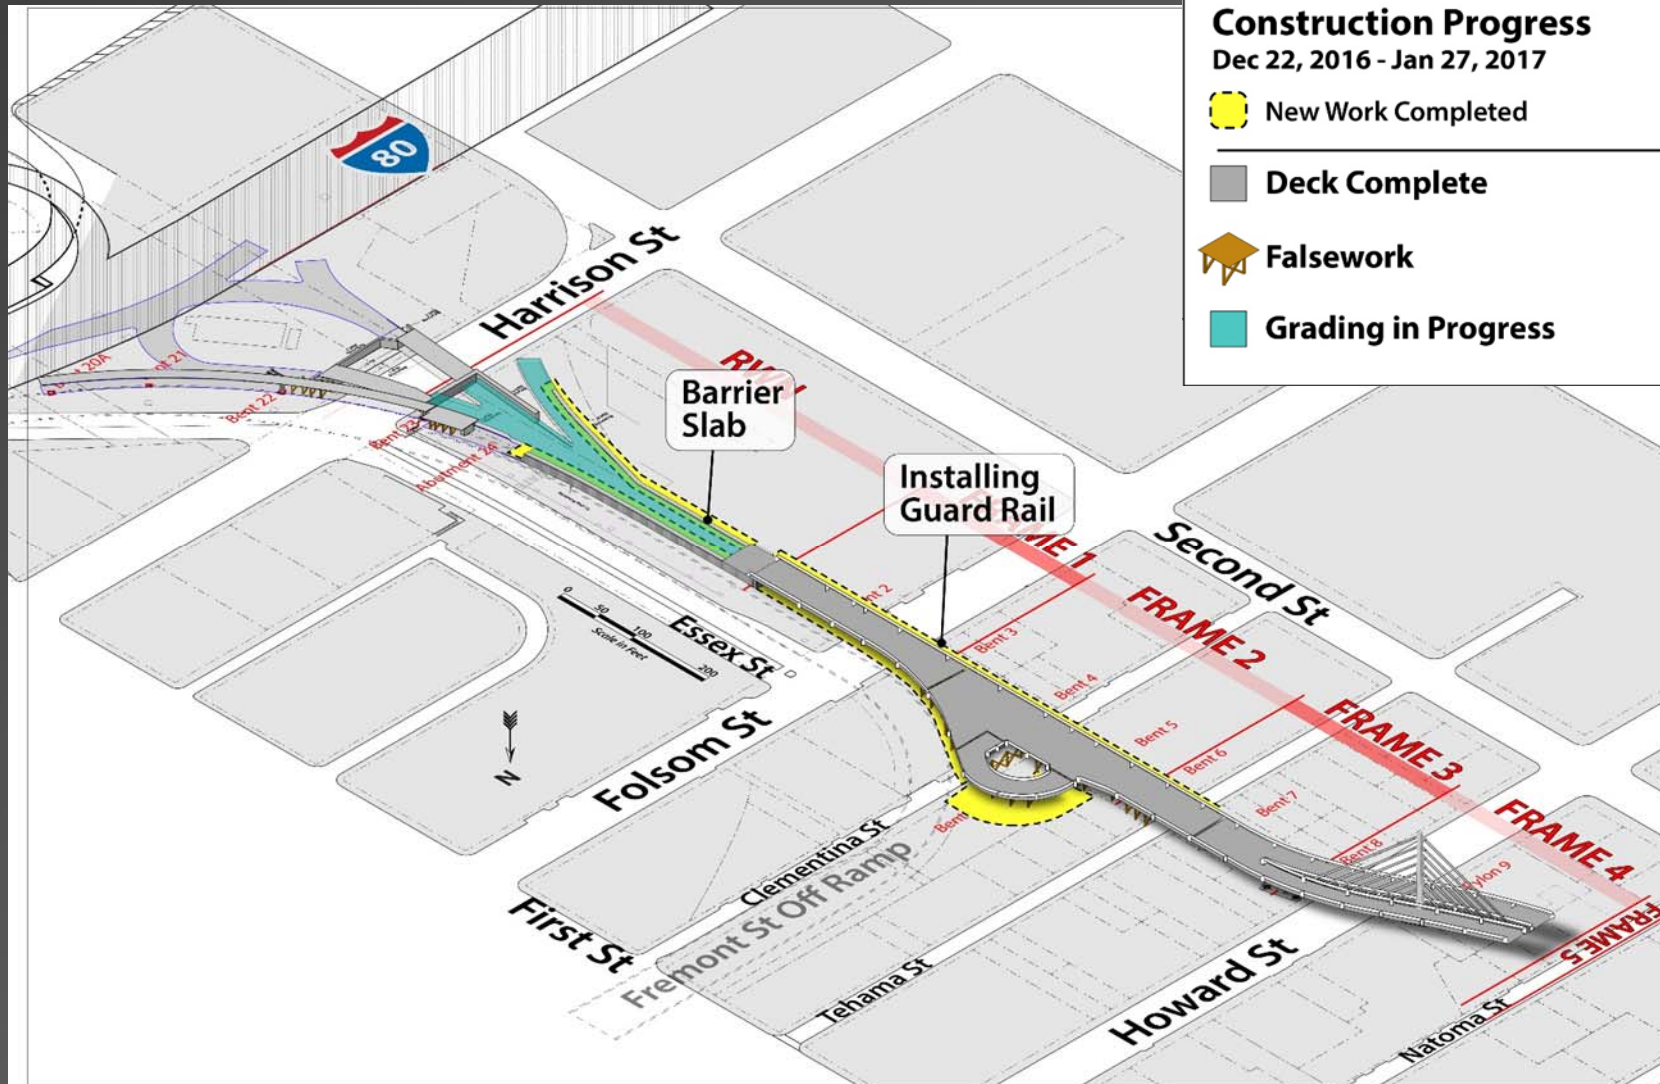 Construction Progress
Dec 22, 2016 - Jan 27, 2017
New Work Completed
Deck Complete
Falsework
Grading in Progress
80
Harrison St
RW
Barrier
Slab
Installing
Guard Rail
Bent 22
Bent 23
Abutment 24
FRAME 1
Second St
FRAME 2
FRAME 3
FRAME 4
FRAME 5
Bent 3
Bent 4
Bent 5
Bent 6
Bent 7
Bent 8
0 50 100 200
Scale in Feet
Essex St
N
Folsom St
Clementina St
Fremont St Off Ramp
First St
Tehama St
Howard St
Natoma St